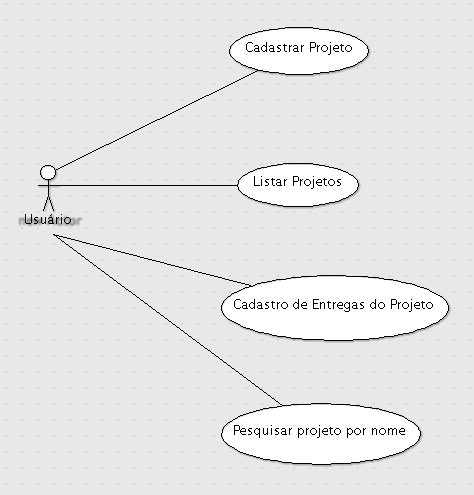 Cadastrar Projeto
Listar Projetos
Usuário
Cadastro de Entregas do Projeto
Pesquisar projeto por nome